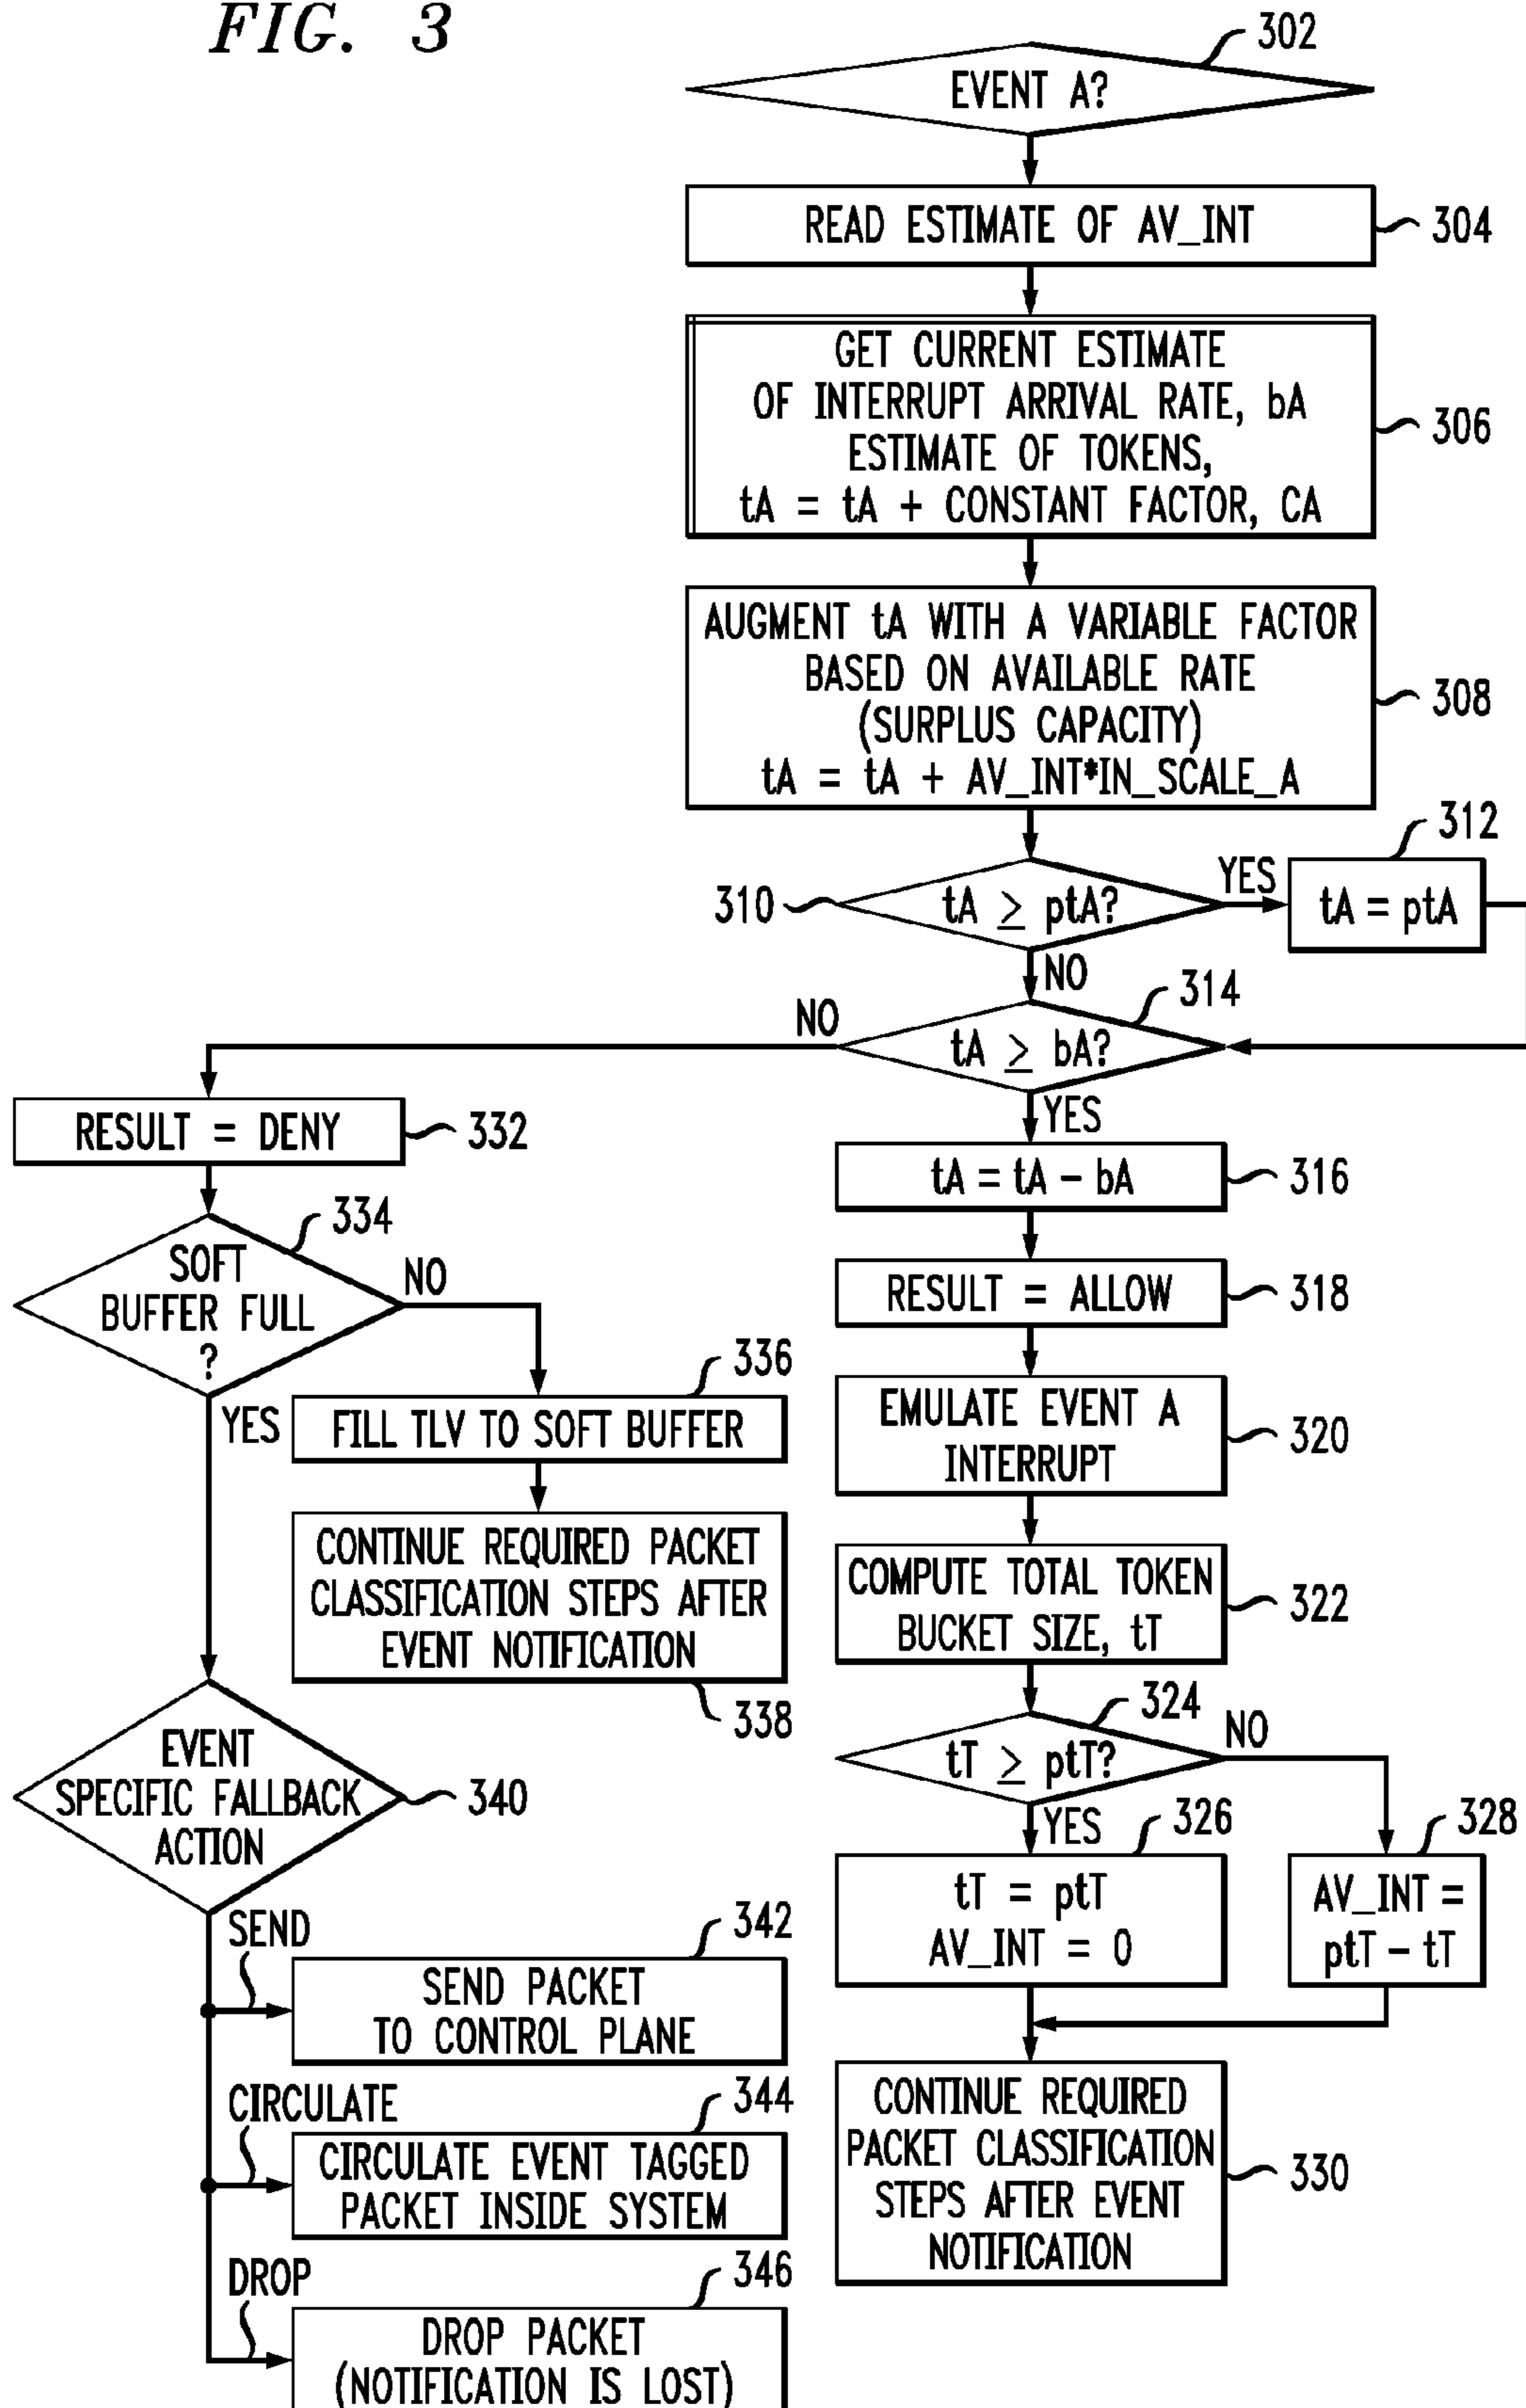 FIG. 3
302
EVENT A?
READ ESTIMATE OF AV_INT
304
GET CURRENT ESTIMATE
OF INTERRUPT ARRIVAL RATE, bA
ESTIMATE OF TOKENS,
tA = tA + CONSTANT FACTOR, CA
306
AUGMENT tA WITH A VARIABLE FACTOR
BASED ON AVAILABLE RATE
(SURPLUS CAPACITY)
tA = tA + AV_INT*IN_SCALE_A
308
310
tA ≥ ptA?
YES
312
tA = ptA
NO
314
tA ≥ bA?
NO
YES
RESULT = DENY
332
tA = tA – bA
316
334
SOFT
BUFFER FULL
?
NO
YES
RESULT = ALLOW
318
336
FILL TLV TO SOFT BUFFER
EMULATE EVENT A
INTERRUPT
320
CONTINUE REQUIRED PACKET
CLASSIFICATION STEPS AFTER
EVENT NOTIFICATION
338
COMPUTE TOTAL TOKEN
BUCKET SIZE, tT
322
324
tT ≥ ptT?
NO
YES
EVENT
SPECIFIC FALLBACK
ACTION
340
326
tT = ptT
AV_INT = 0
328
AV_INT =
ptT – tT
SEND
342
SEND PACKET
TO CONTROL PLANE
CIRCULATE
344
CIRCULATE EVENT TAGGED
PACKET INSIDE SYSTEM
CONTINUE REQUIRED
PACKET CLASSIFICATION
STEPS AFTER EVENT
NOTIFICATION
330
DROP
346
DROP PACKET
(NOTIFICATION IS LOST)